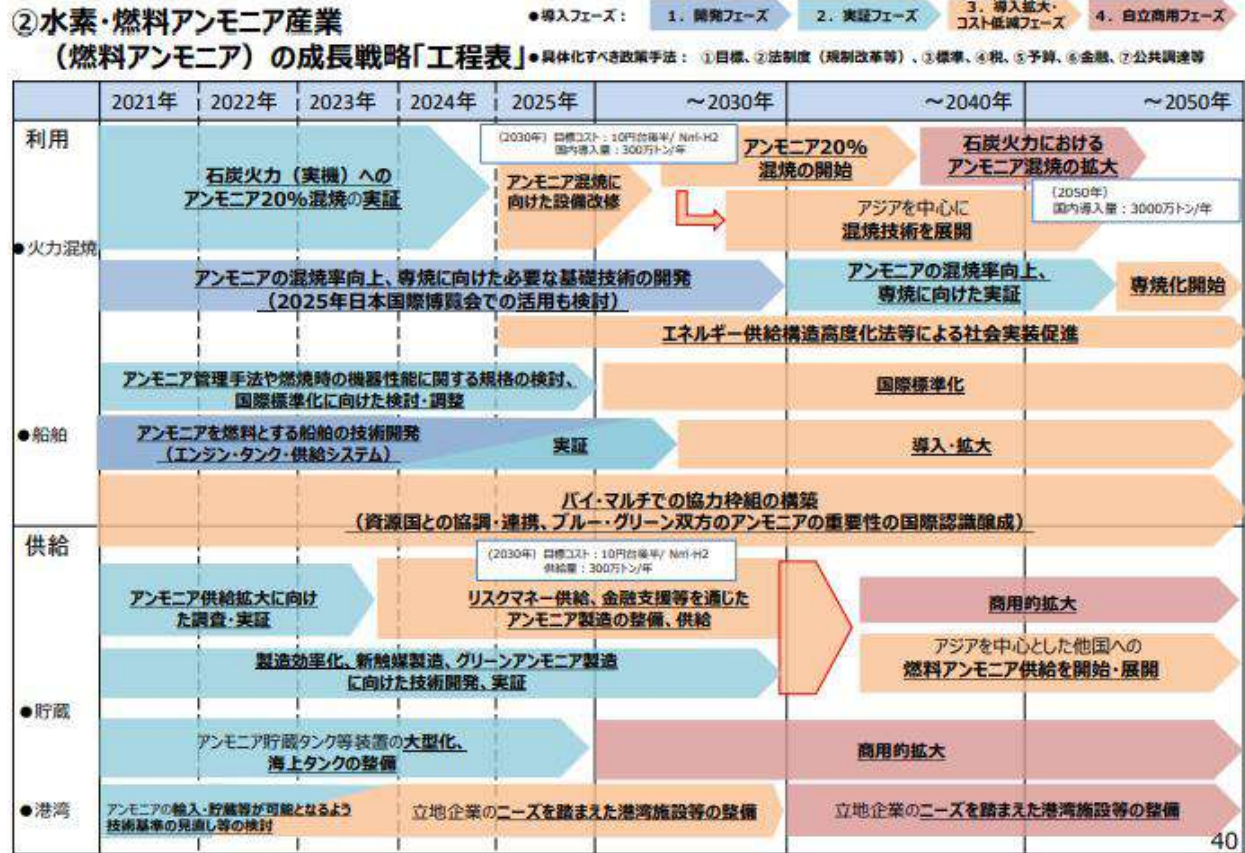 ②水素・燃料アンモニア産業
（燃料アンモニア）の成長戦略「工程表」
●導入フェーズ：
1．開発フェーズ
2．実証フェーズ
3．導入拡大・
コスト低減フェーズ
4．自立商用フェーズ
●具体化すべき政策手法： ①目標、②法制度（規制改革等）、③標準、④税、⑤予算、⑥金融、⑦公共調達等
2021年 2022年 2023年 2024年 2025年 ～2030年 ～2040年 ～2050年
利用
●火力混焼
石炭火力（実機）への
アンモニア20％混焼の実証
（2030年）目標コスト：10円台後半/ N㎥-H2
国内導入量：300万トン/年
アンモニア混焼に
向けた設備改修
アンモニア20％
混焼の開始
石炭火力における
アンモニア混焼の拡大
アジアを中心に
混焼技術を展開
（2050年）
国内導入量：3000万トン/年
アンモニアの混焼率向上、専焼に向けた必要な基礎技術の開発
（2025年日本国際博覧会での活用も検討）
アンモニアの混焼率向上、
専焼に向けた実証
専焼化開始
エネルギー供給構造高度化法等による社会実装促進
アンモニア管理手法や燃焼時の機器性能に関する規格の検討、
国際標準化に向けた検討・調整
国際標準化
●船舶
アンモニアを燃料とする船舶の技術開発
（エンジン・タンク・供給システム）
実証
導入・拡大
バイ・マルチでの協力枠組の構築
（資源国との協調・連携、ブルー・グリーン双方のアンモニアの重要性の国際認識醸成）
供給
（2030年）目標コスト：10円台後半/ N㎥-H2
供給量：300万トン/年
アンモニア供給拡大に向け
た調査・実証
リスクマネー供給、金融支援等を通じた
アンモニア製造の整備、供給
商用的拡大
製造効率化、新触媒製造、グリーンアンモニア製造
に向けた技術開発、実証
アジアを中心とした他国への
燃料アンモニア供給を開始・展開
●貯蔵
アンモニア貯蔵タンク等装置の大型化、
海上タンクの整備
商用的拡大
●港湾
アンモニアの輸入・貯蔵等が可能となるよう
技術基準の見直し等の検討
立地企業のニーズを踏まえた港湾施設等の整備
立地企業のニーズを踏まえた港湾施設等の整備
40